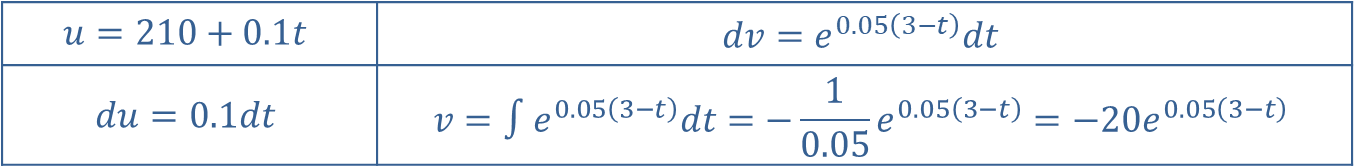 u = 210 + 0.1t
dv = e^{0.05(3−t)}dt
du = 0.1dt
v = ∫ e^{0.05(3−t)}dt = −\frac{1}{0.05}e^{0.05(3−t)} = −20e^{0.05(3−t)}